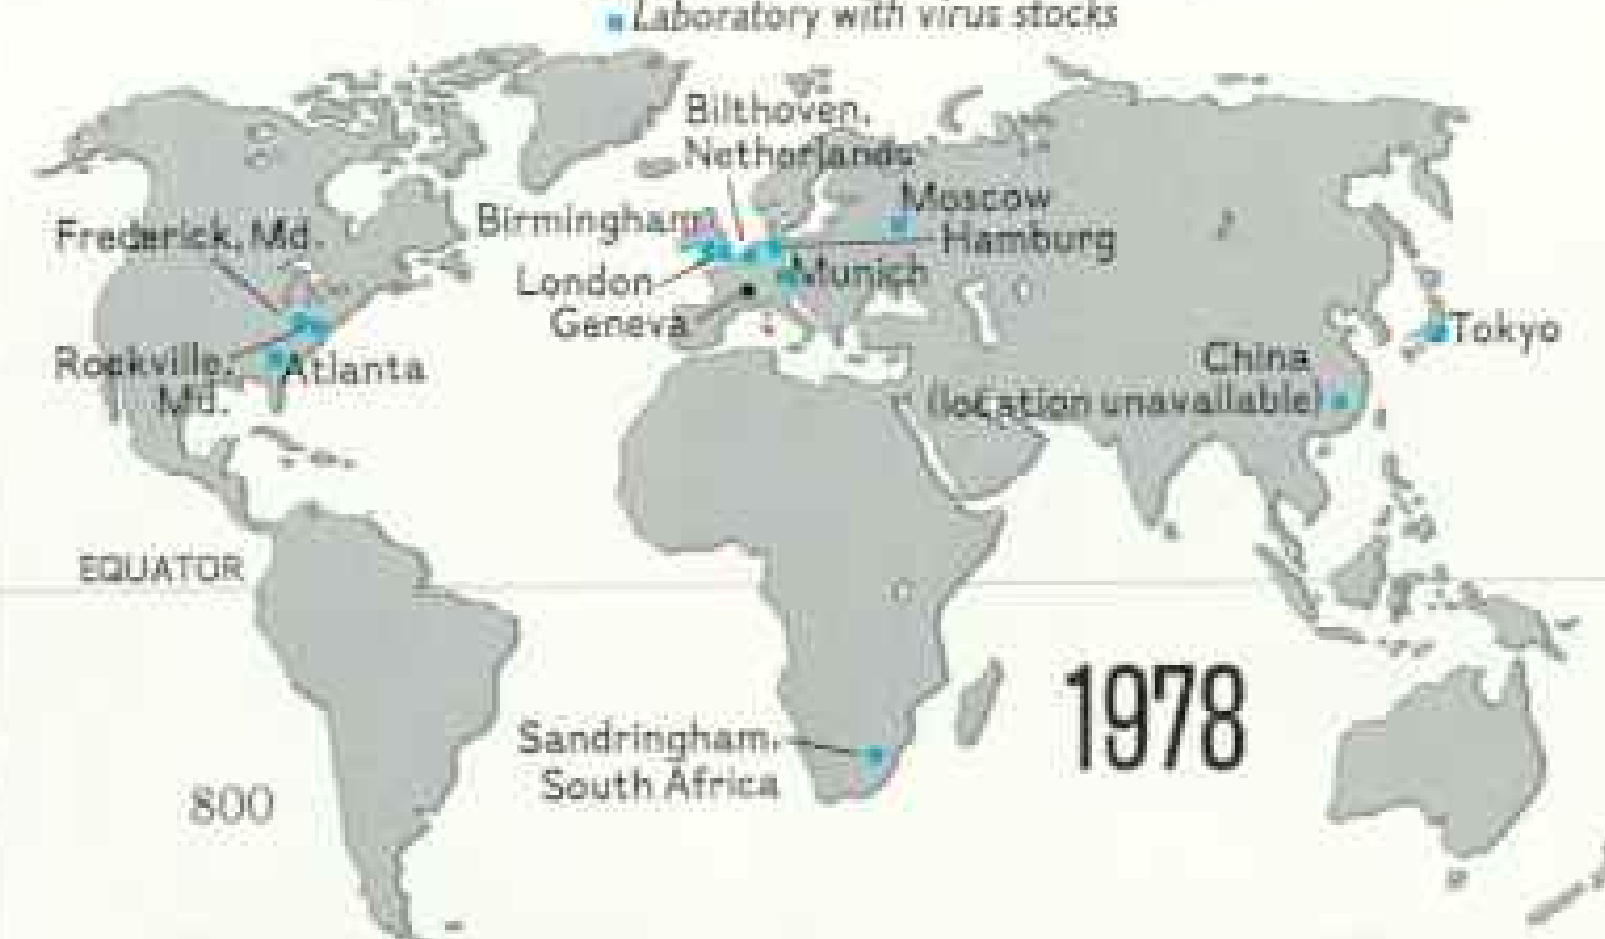 Laboratory with virus stocks
Bilthoven,
Netherlands
Moscow
Birmingham
Frederick, Md.
Hamburg
Munich
London
Geneva
Tokyo
China
(location unavailable)
Rockville,
Md.
Atlanta
EQUATOR
1978
Sandringham,
South Africa
800